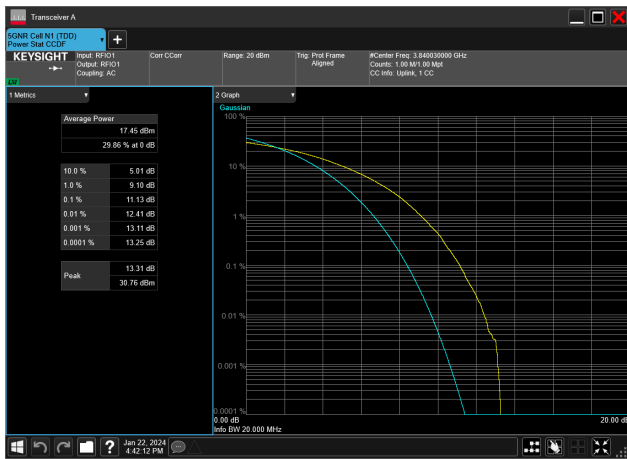 Transceiver A
5GNR Cell N1 (TDD)
Power Stat CCDF
KEYSIGHT
Input: RFIO1
Output: RFIO1
Coupling: AC
Corr CCorr
Range: 20 dBm
Trig: Prot Frame
Aligned
#Center Freq: 3.840030000 GHz
Counts: 1.00 M/1.00 Mpt
CC Info: Uplink, 1 CC
1 Metrics
Average Power
17.45 dBm
29.86 % at 0 dB
10.0 % 5.01 dB
1.0 % 9.10 dB
0.1 % 11.13 dB
0.01 % 12.41 dB
0.001 % 13.11 dB
0.0001 % 13.25 dB
Peak
13.31 dB
30.76 dBm
2 Graph
Gaussian
100 %
10 %
1 %
0.1 %
0.01 %
0.001 %
0.0001 %
0.00 dB
20.00 dB
Info BW 20.000 MHz
Jan 22, 2024
4:42:12 PM